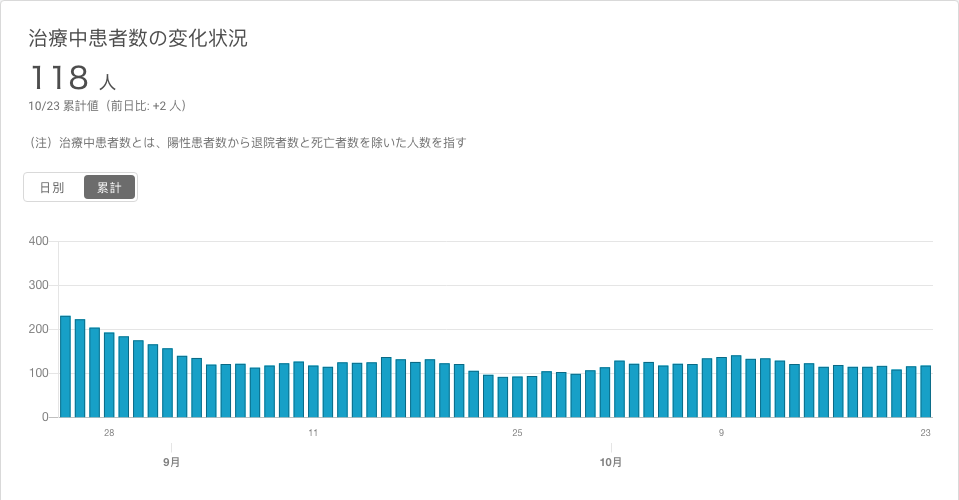 治療中患者数の変化状況
118 人
10/23 累計値（前日比: +2 人）
（注）治療中患者数とは、陽性患者数から退院者数と死亡者数を除いた人数を指す
日別 累計
400
300
200
100
0
28 11 25 9 23
9月 10月